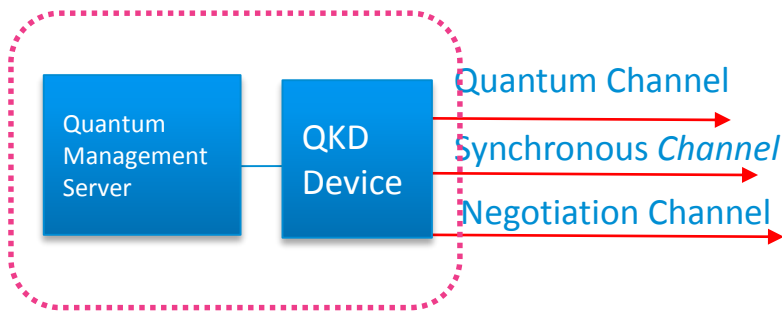 Quantum
Management
Server
QKD
Device
Quantum Channel
Synchronous Channel
Negotiation Channel